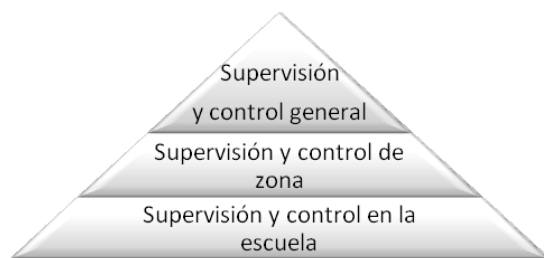 Supervisión
y control general
Supervisión y control de
zona
Supervisión y control en la
escuela